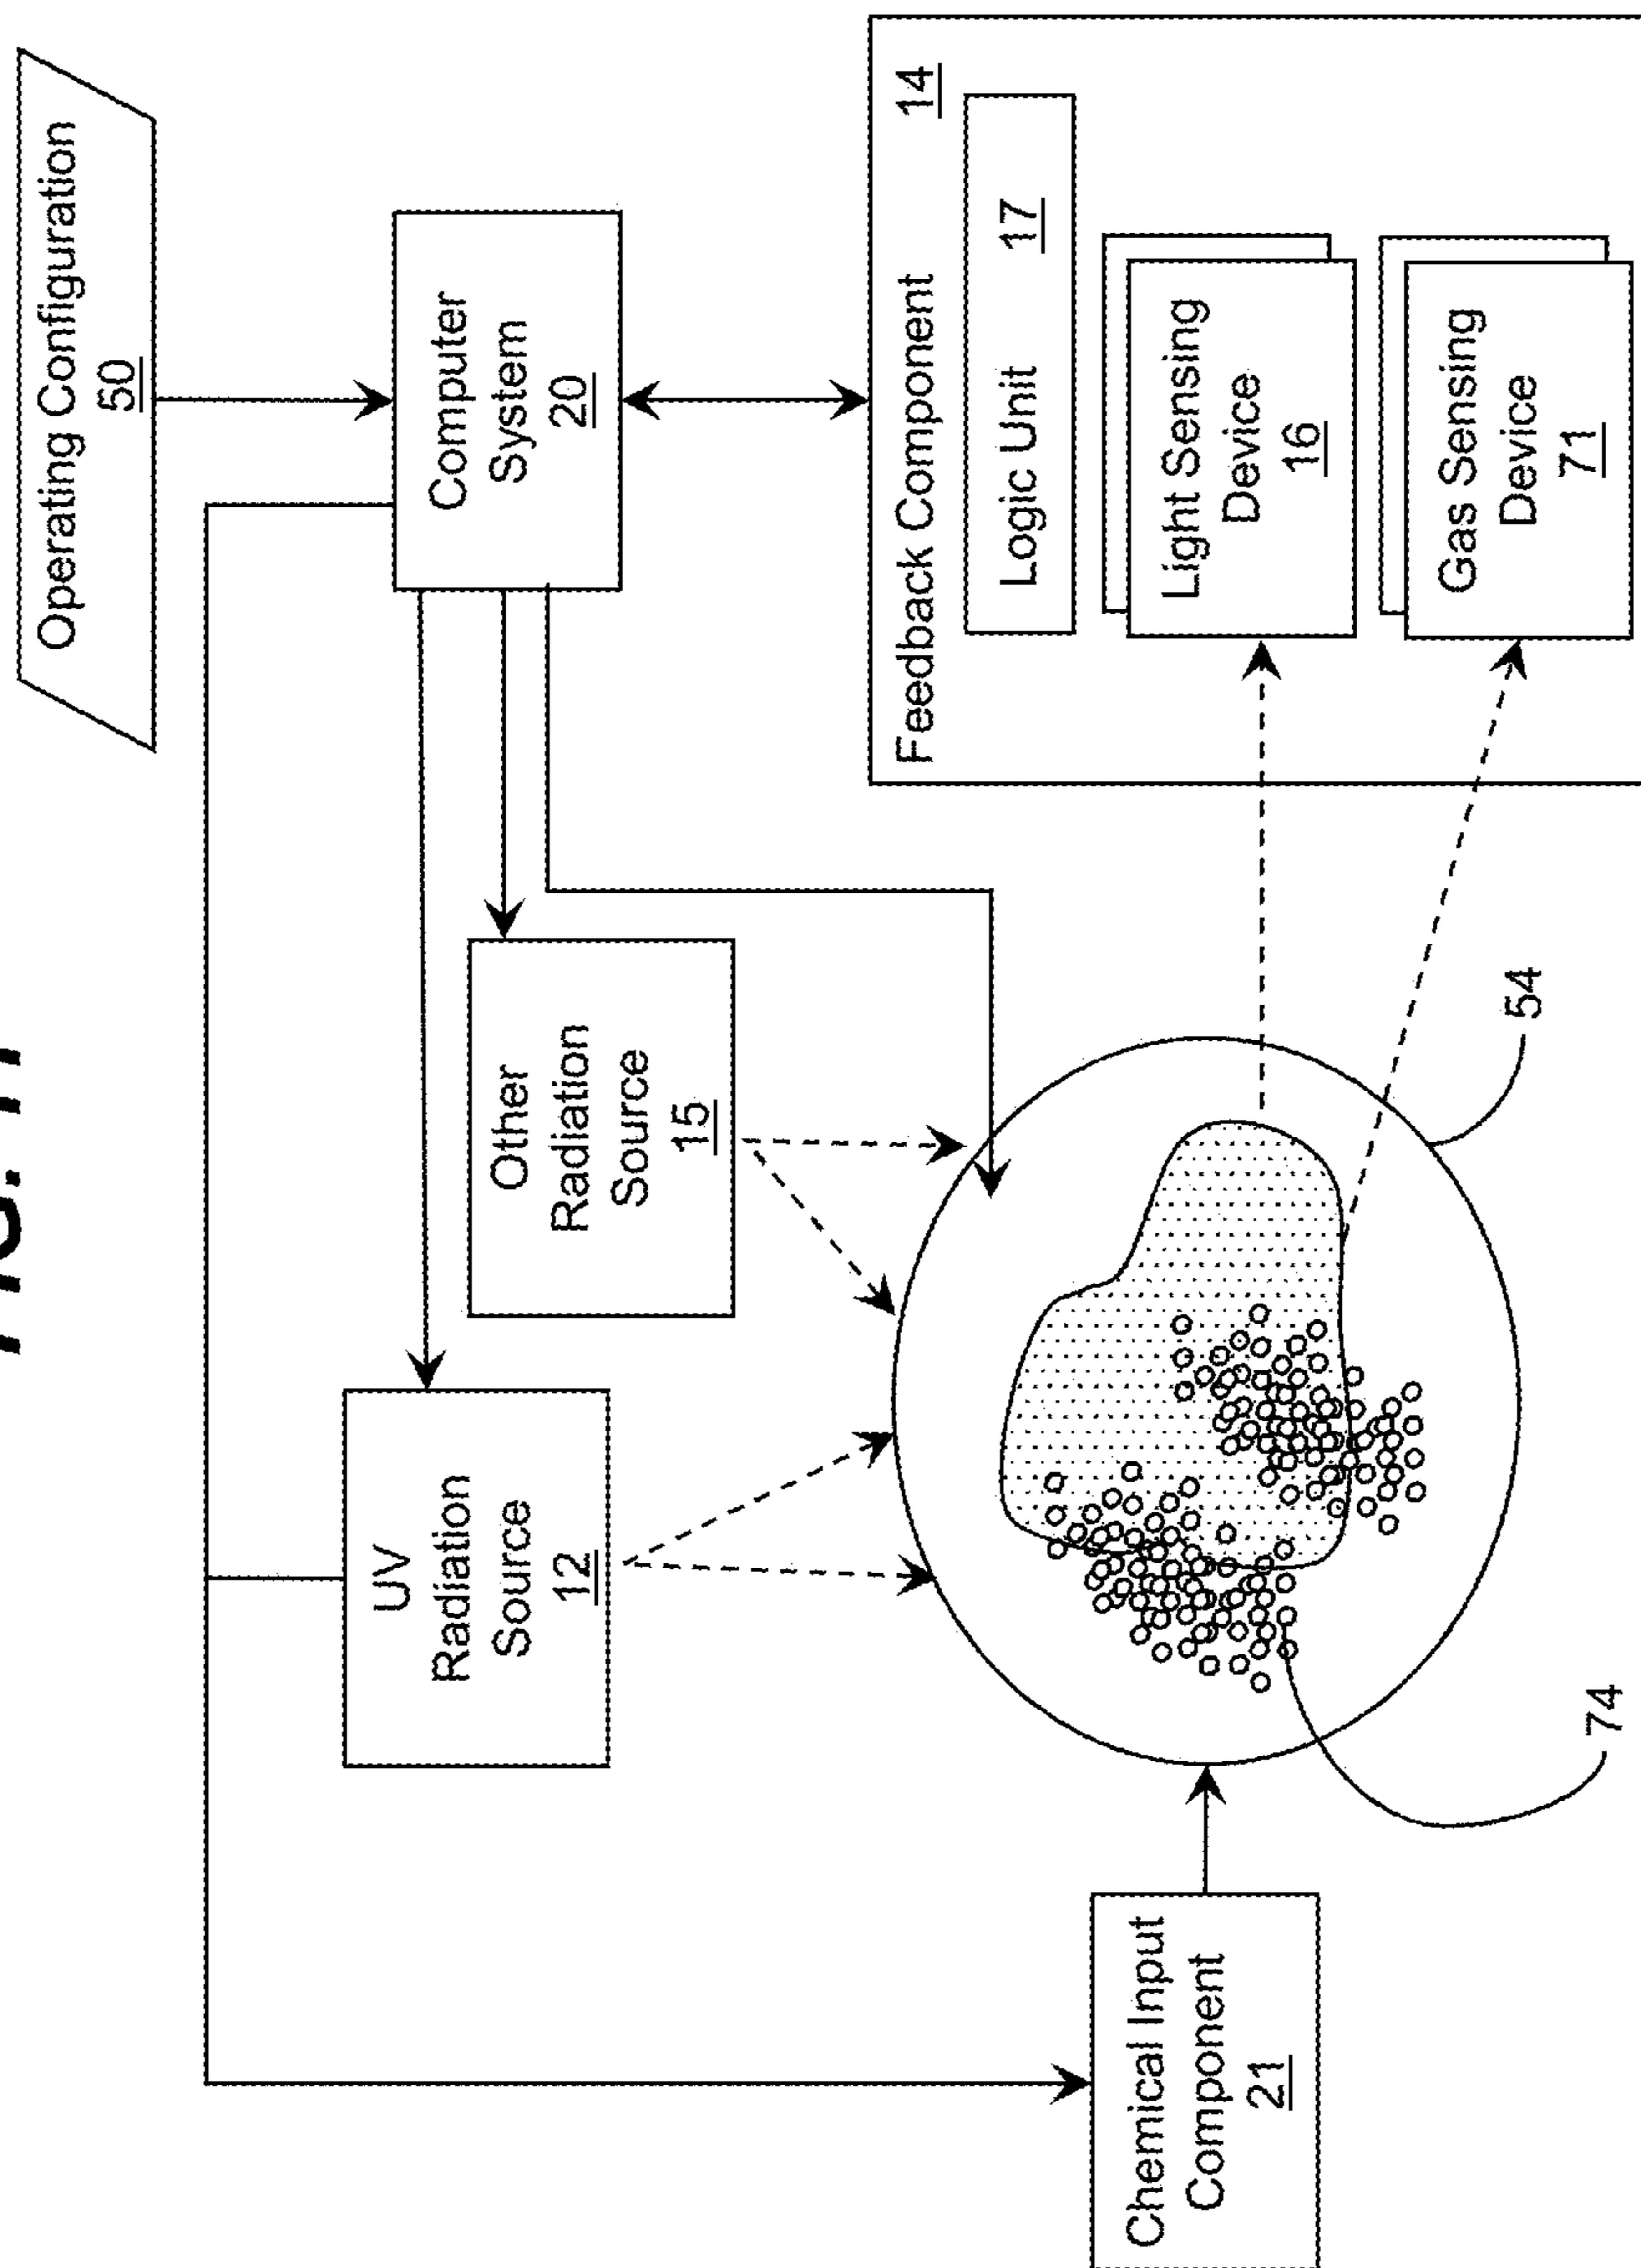 Operating Configuration
50
UV
Radiation
Source
12
Computer
System
20
Other
Radiation
Source
15
Feedback Component 14
Logic Unit 17
Chemical Input
Component
21
Light Sensing
Device
16
Gas Sensing
Device
71
54
74